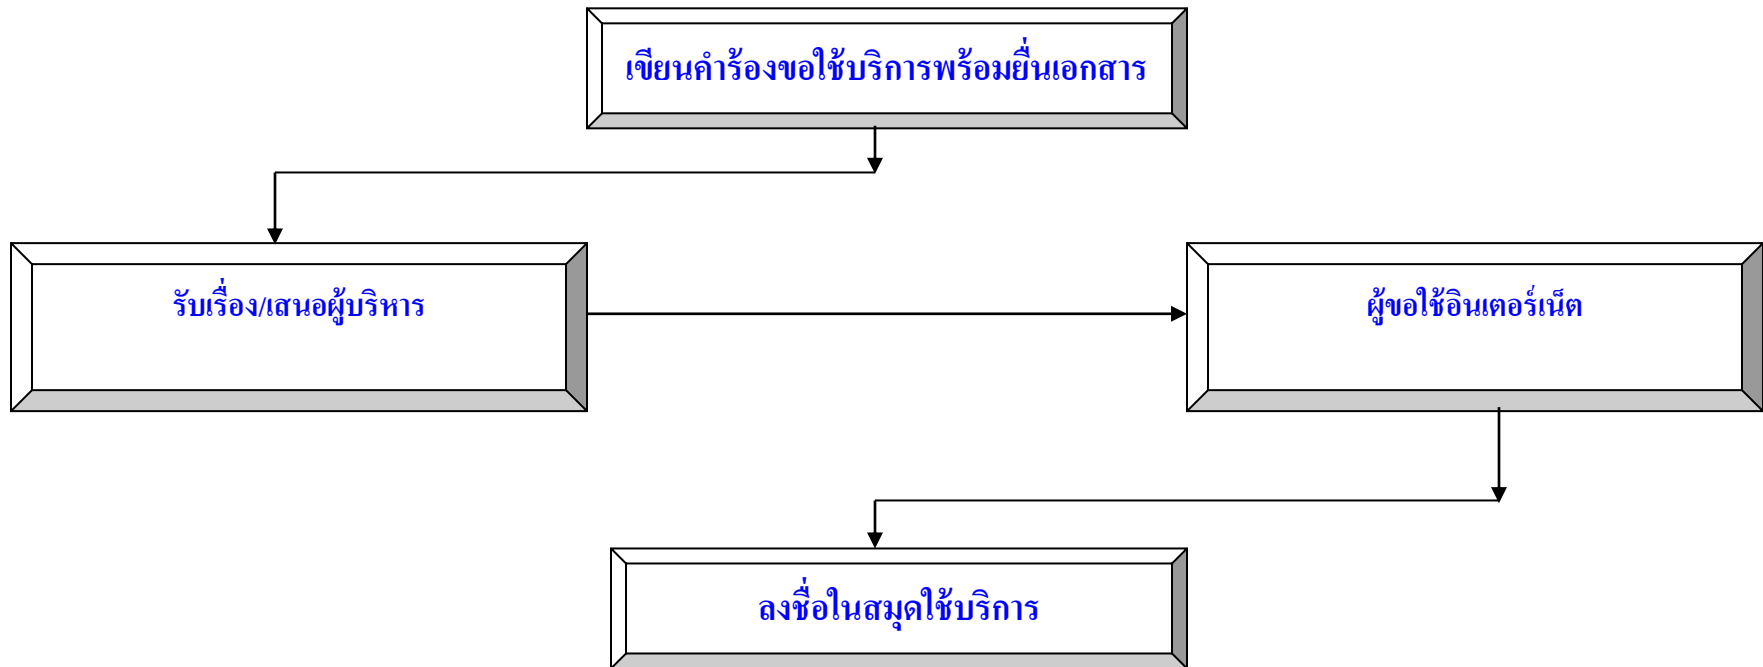 เขียนคำร้องขอใช้บริการพร้อมยื่นเอกสาร
รับเรื่อง/เสนอผู้บริหาร
ผู้ขอใช้อินเตอร์เน็ต
ลงชื่อในสมุดใช้บริการ